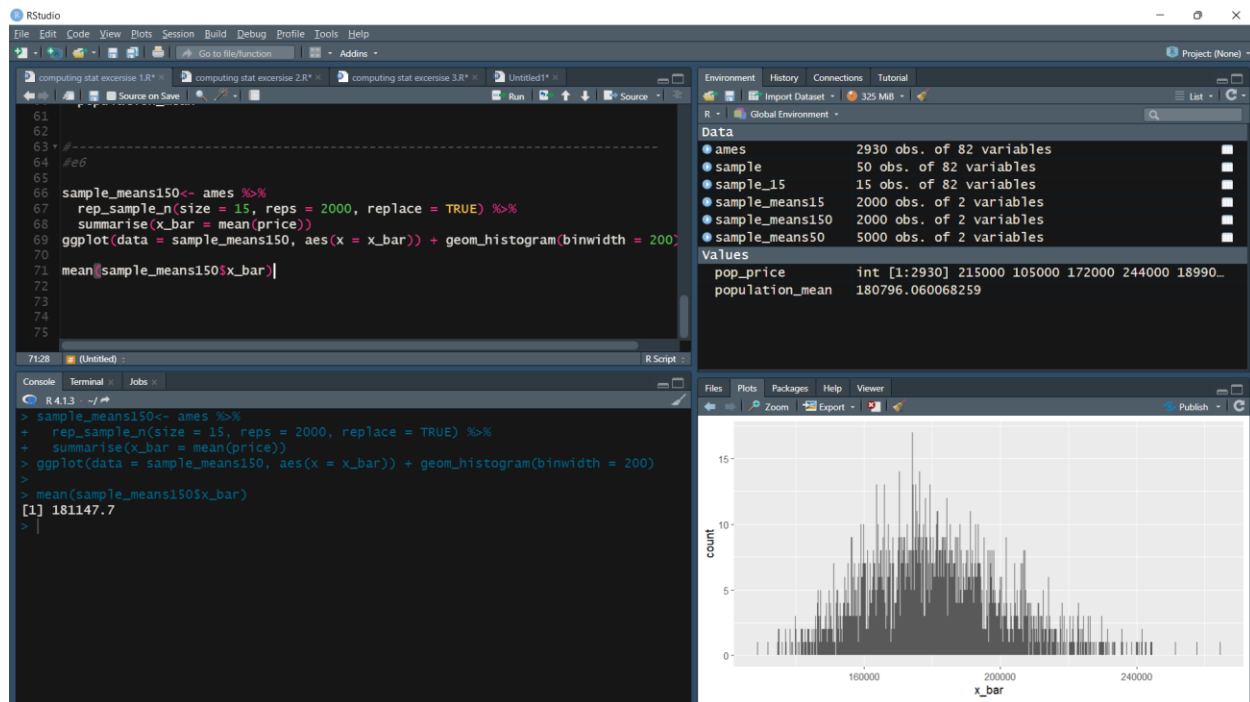 RStudio
File Edit Code View Plots Session Build Debug Profile Tools Help
Go to file/function Addins Project: (None)
computing stat excersise 1.R* computing stat excersise 2.R* computing stat excersise 3.R* Untitled1*
Source on Save Run Source
61
62
63 #---------------------------------------------------------------------------
64 #e6
65
66 sample_means150<- ames %>%
67 rep_sample_n(size = 15, reps = 2000, replace = TRUE) %>%
68 summarise(x_bar = mean(price))
69 ggplot(data = sample_means150, aes(x = x_bar)) + geom_histogram(binwidth = 200)
70
71 mean(sample_means150$x_bar)
72
73
74
75
71:28 (Untitled) R Script
Console Terminal Jobs
R 4.1.3 · ~/
> sample_means150<- ames %>%
+ rep_sample_n(size = 15, reps = 2000, replace = TRUE) %>%
+ summarise(x_bar = mean(price))
> ggplot(data = sample_means150, aes(x = x_bar)) + geom_histogram(binwidth = 200)
>
> mean(sample_means150$x_bar)
[1] 181147.7
>
Environment History Connections Tutorial
Import Dataset 325 MiB List
R Global Environment
Data
ames 2930 obs. of 82 variables
sample 50 obs. of 82 variables
sample_15 15 obs. of 82 variables
sample_means15 2000 obs. of 2 variables
sample_means150 2000 obs. of 2 variables
sample_means50 5000 obs. of 2 variables
Values
pop_price int [1:2930] 215000 105000 172000 244000 18990…
population_mean 180796.060068259
Files Plots Packages Help Viewer
Zoom Export Publish
15
10
5
0
count
160000 200000 240000
x_bar